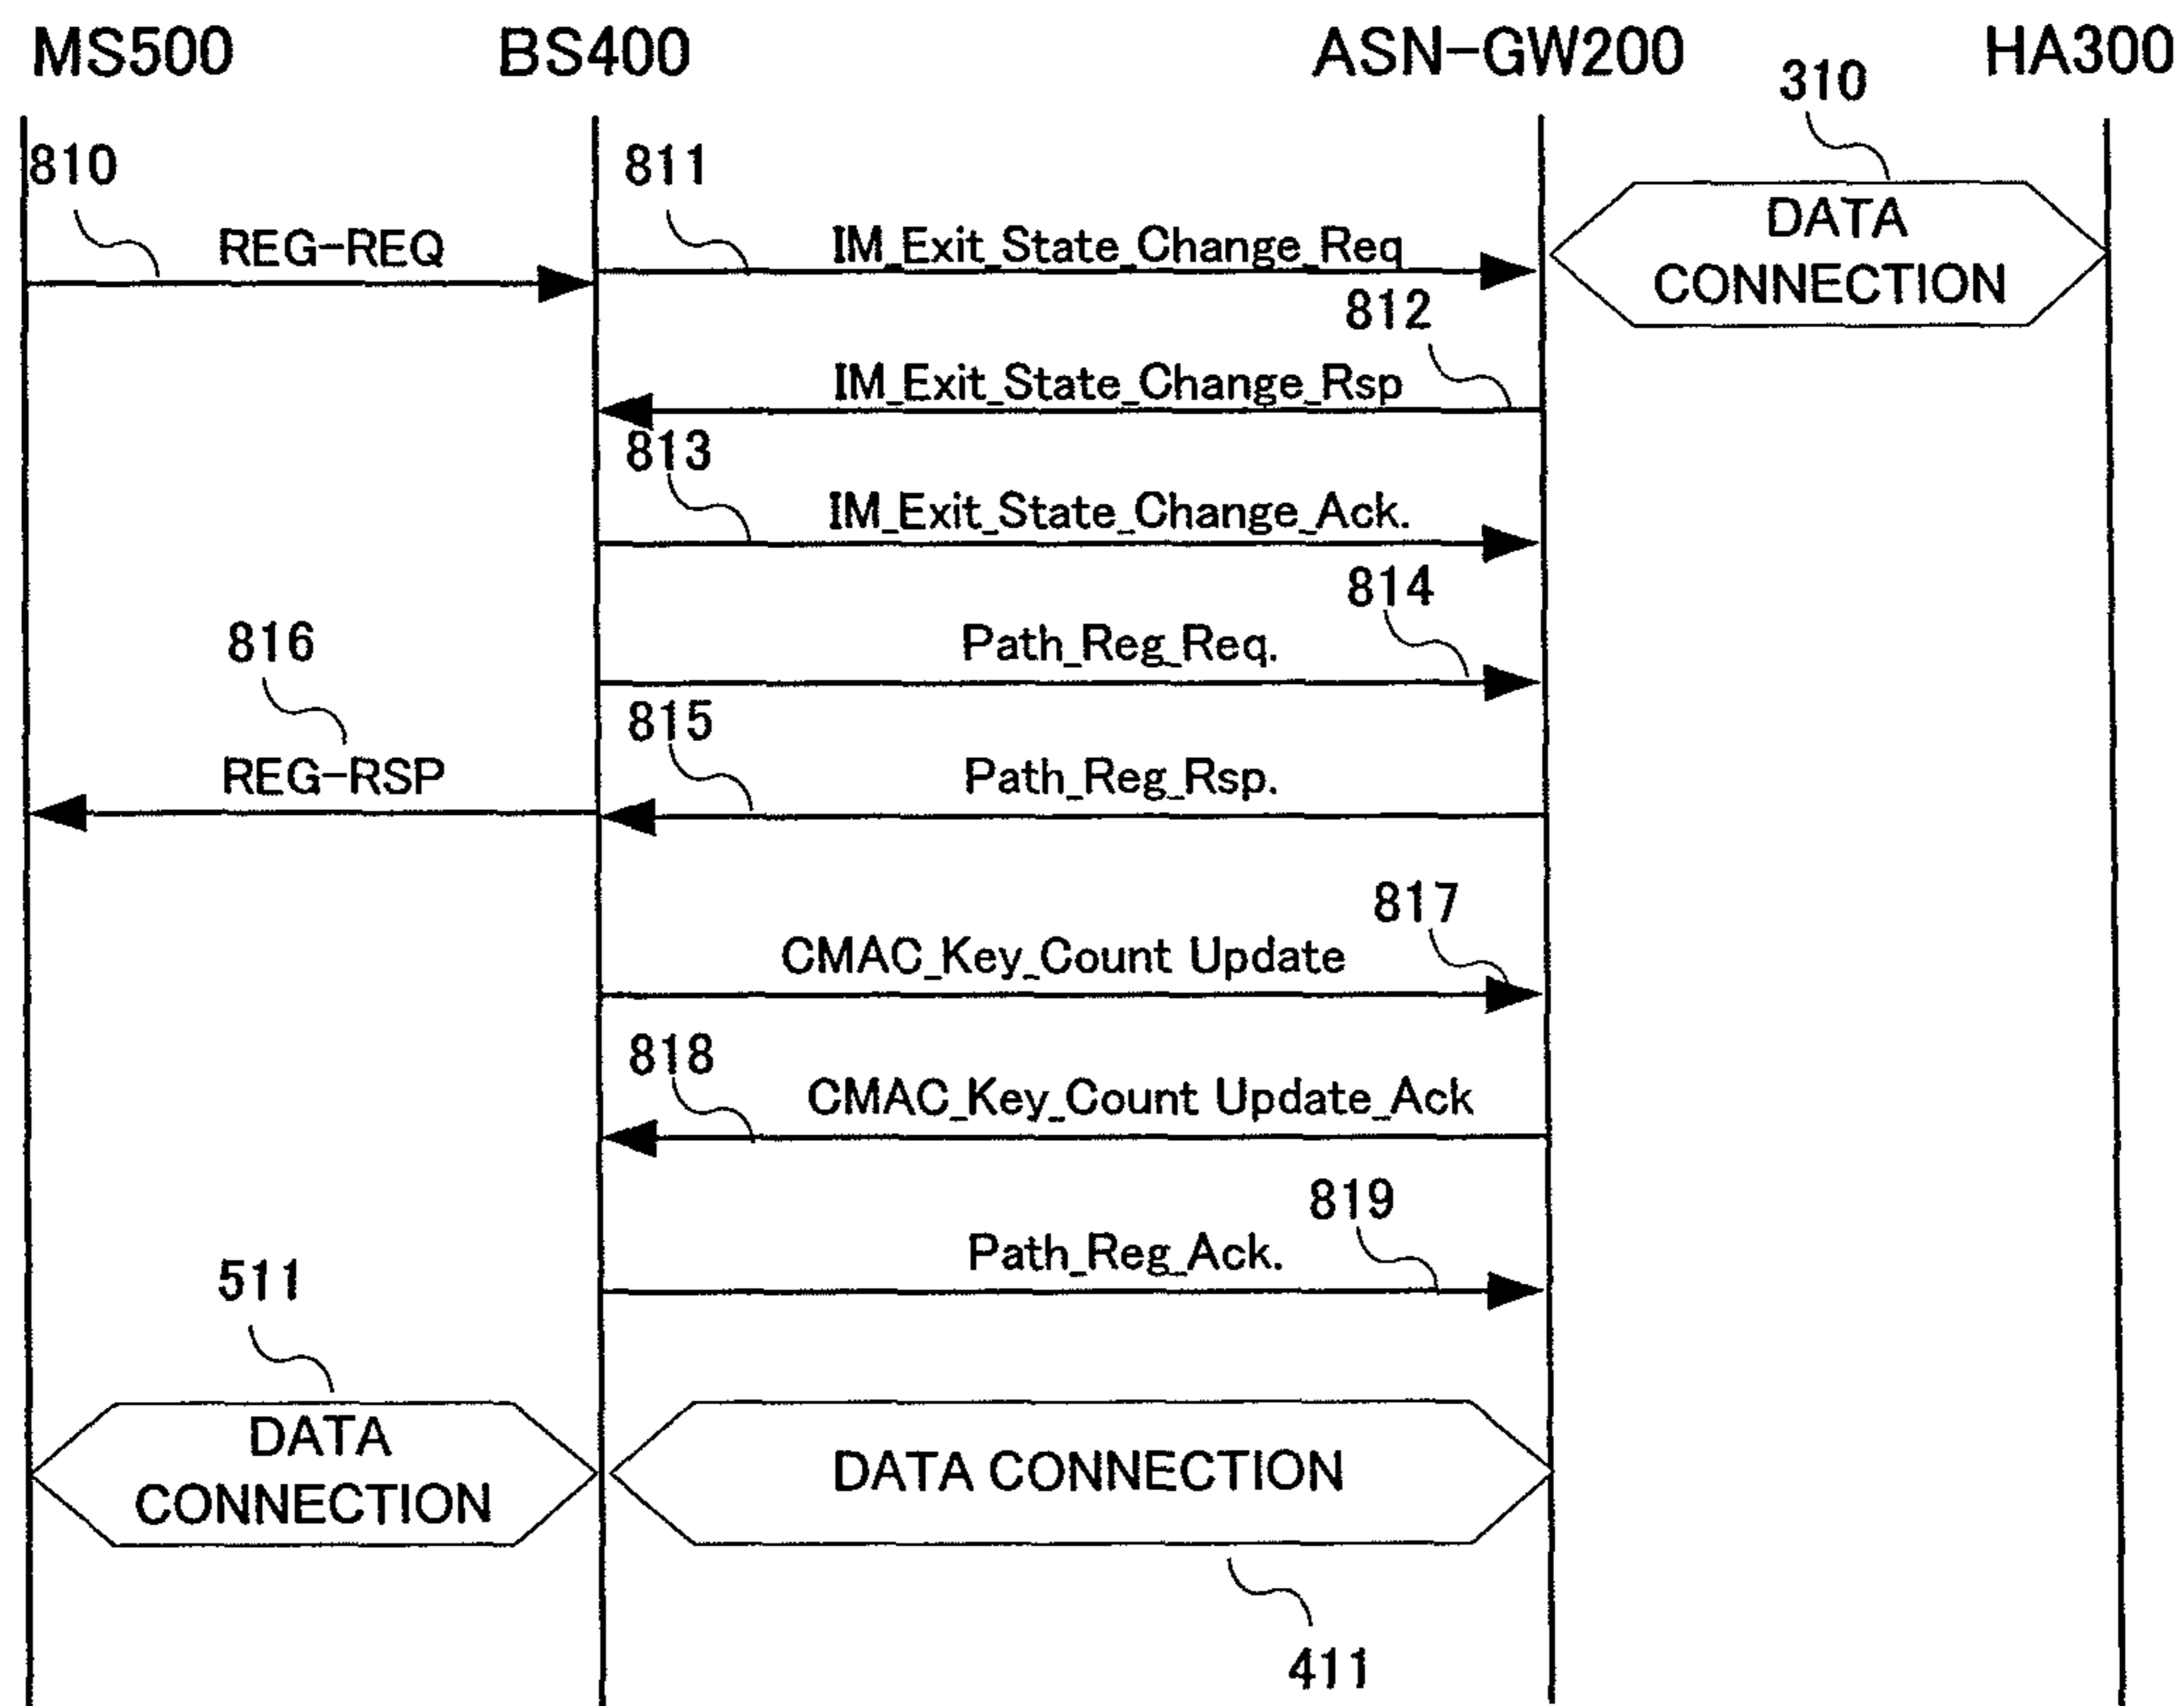 MS500 BS400 ASN-GW200 HA300
310
810 811
DATA
CONNECTION
REG-REQ IM_Exit_State_Change_Req
812
IM_Exit_State_Change_Rsp
813
IM_Exit_State_Change_Ack.
814
816 Path_Reg_Req.
815
REG-RSP Path_Reg_Rsp.
817
CMAC_Key_Count Update
818
CMAC_Key_Count Update_Ack
819
511 Path_Reg_Ack.
DATA
CONNECTION
DATA CONNECTION
411